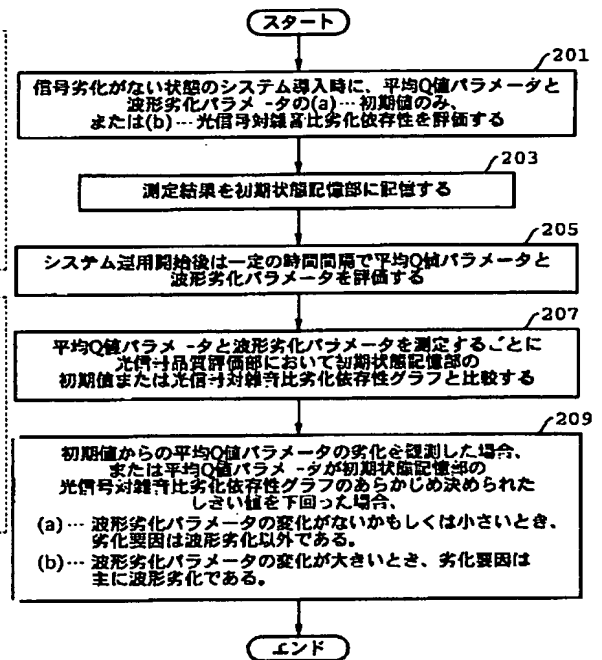 スタート
201
信号劣化がない状態のシステム導入時に、平均Q値パラメータと
波形劣化パラメ -タの(a)… 初期値のみ、
または(b)… 光信号対雑音比劣化依存性を評価する
203
測定結果を初期状態記憶部に記憶する
205
システム運用開始後は一定の時間間隔で平均Q値パラメータと
波形劣化パラメータを評価する
207
平均Q値パラメ -タと波形劣化パラメータを測定するごとに
光信号品質評価部において初期状態記憶部の
初期値または光信号対雑音比劣化依存性グラフと比較する
209
初期値からの平均Q値パラメータの劣化を観測した場合、
または平均Q値パラメ -タが初期状態記憶部の
光信号対雑音比劣化依存性グラフのあらかじめ決められた
しきい値を下回った場合、
(a)… 波形劣化パラメータの変化がないかもしくは小さいとき、
劣化要因は波形劣化以外である。
(b)… 波形劣化パラメータの変化が大きいとき、劣化要因は
主に波形劣化である。
エンド